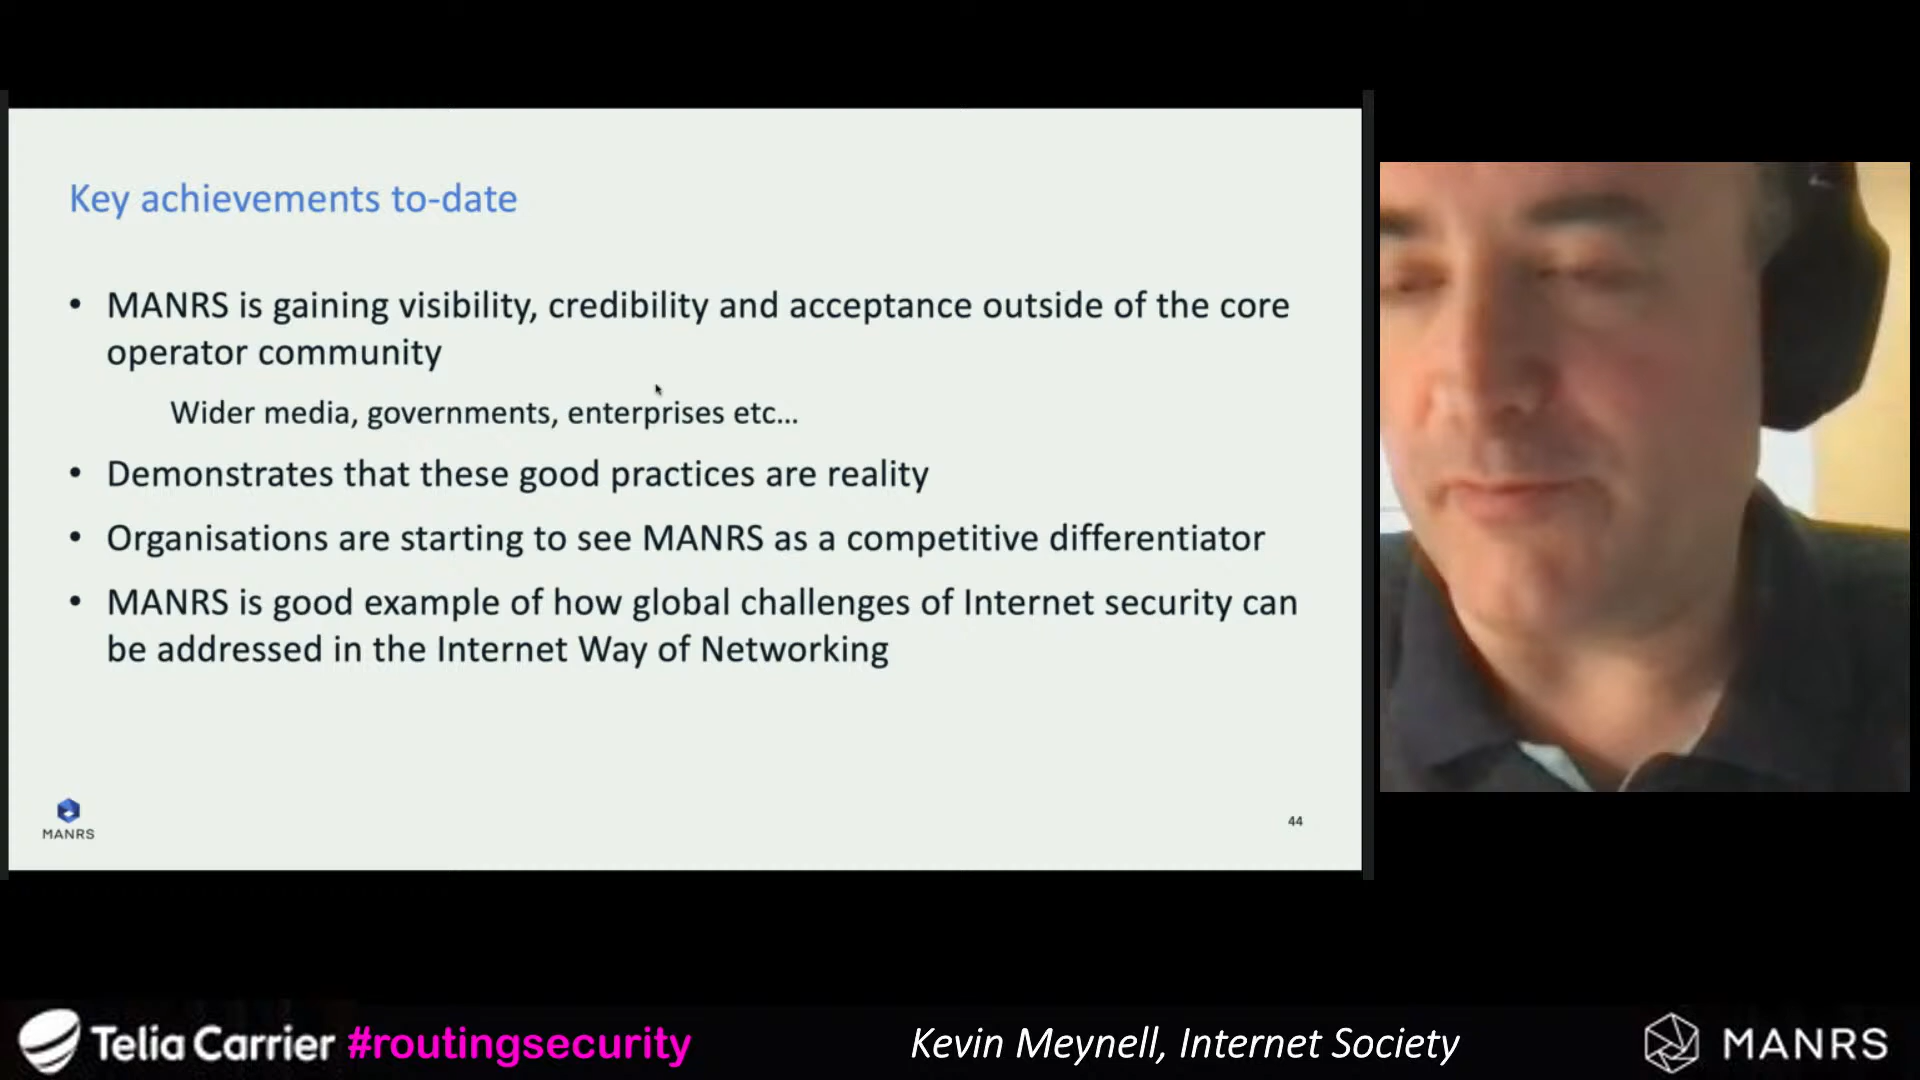 Key achievements to-date
• MANRS is gaining visibility, credibility and acceptance outside of the core
operator community
Wider media, governments, enterprises etc...
• Demonstrates that these good practices are reality
• Organisations are starting to see MANRS as a competitive differentiator
• MANRS is good example of how global challenges of Internet security can
be addressed in the Internet Way of Networking
MANRS
44
Telia Carrier #routingsecurity
Kevin Meynell, Internet Society
MANRS